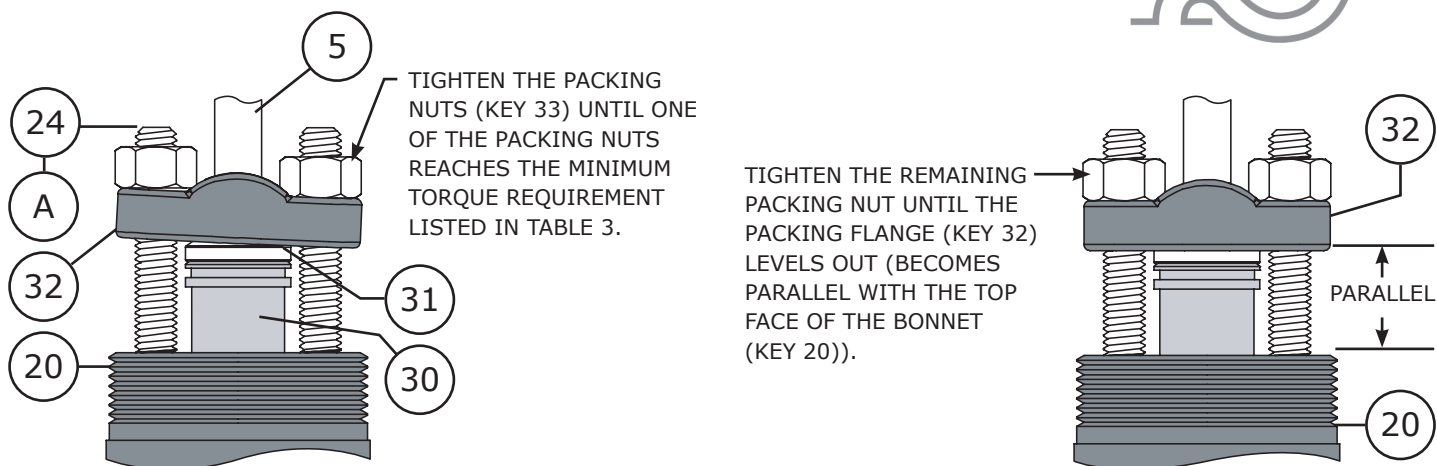 5
24
A
32
20
TIGHTEN THE PACKING
NUTS (KEY 33) UNTIL ONE
OF THE PACKING NUTS
REACHES THE MINIMUM
TORQUE REQUIREMENT
LISTED IN TABLE 3.
31
30
TIGHTEN THE REMAINING
PACKING NUT UNTIL THE
PACKING FLANGE (KEY 32)
LEVELS OUT (BECOMES
PARALLEL WITH THE TOP
FACE OF THE BONNET
(KEY 20)).
32
PARALLEL
20